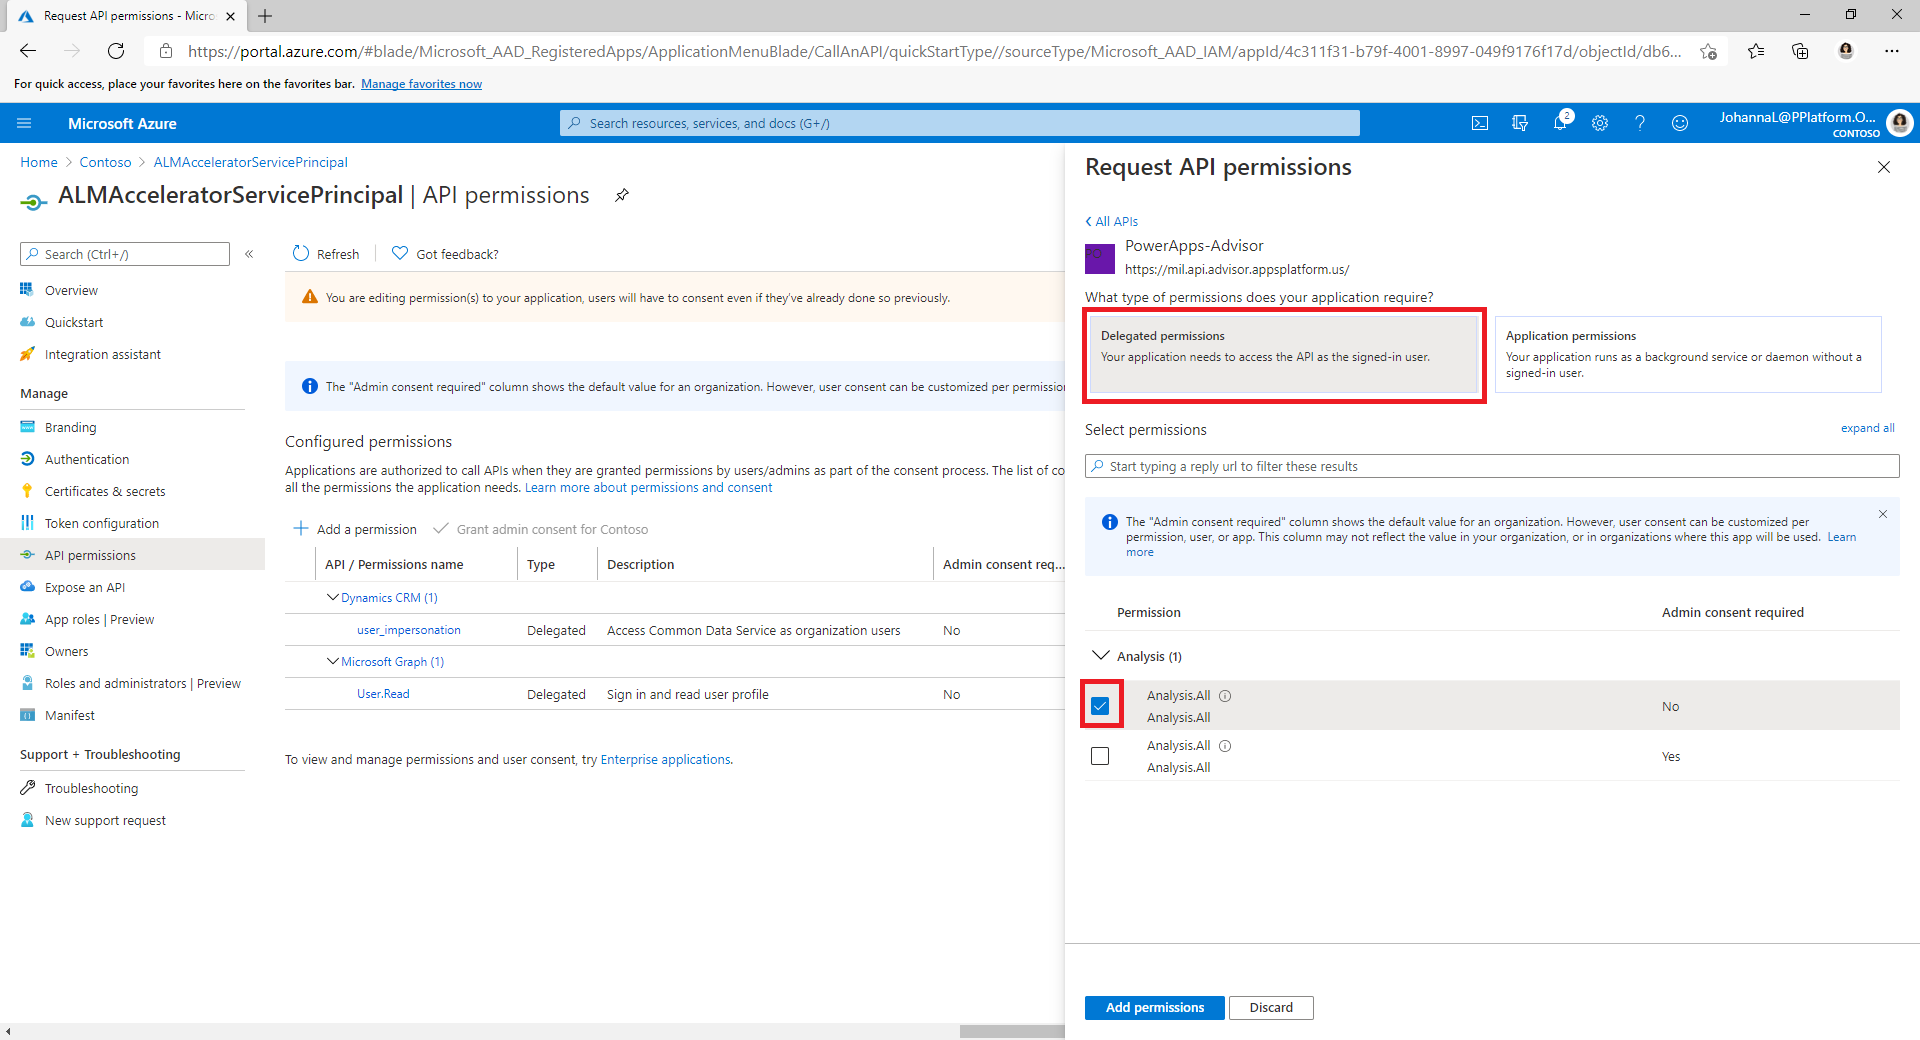 Request API permissions - Micro
https://portal.azure.com/#blade/Microsoft_AAD_RegisteredApps/ApplicationMenuBlade/CallAnAPI/quickStartType//sourceType/Microsoft_AAD_IAM/appId/4c311f31-b79f-4001-8997-049f9176f17d/objectId/db6...
For quick access, place your favorites here on the favorites bar. Manage favorites now
Microsoft Azure
Search resources, services, and docs (G+/)
2
JohannaL@PPlatform.O...
CONTOSO
Home > Contoso > ALMAcceleratorServicePrincipal
ALMAcceleratorServicePrincipal | API permissions
Search (Ctrl+/)
«
Overview
Quickstart
Integration assistant
Manage
Branding
Authentication
Certificates & secrets
Token configuration
API permissions
Expose an API
App roles | Preview
Owners
Roles and administrators | Preview
Manifest
Support + Troubleshooting
Troubleshooting
New support request
Refresh
Got feedback?
You are editing permission(s) to your application, users will have to consent even if they've already done so previously.
The "Admin consent required" column shows the default value for an organization. However, user consent can be customized per permission
Configured permissions
Applications are authorized to call APIs when they are granted permissions by users/admins as part of the consent process. The list of co
all the permissions the application needs. Learn more about permissions and consent
Add a permission
Grant admin consent for Contoso
API / Permissions name Type Description Admin consent req...
Dynamics CRM (1)
user_impersonation Delegated Access Common Data Service as organization users No
Microsoft Graph (1)
User.Read Delegated Sign in and read user profile No
To view and manage permissions and user consent, try Enterprise applications.
Request API permissions
All APIs
PO
PowerApps-Advisor
https://mil.api.advisor.appsplatform.us/
What type of permissions does your application require?
Delegated permissions
Your application needs to access the API as the signed-in user.
Application permissions
Your application runs as a background service or daemon without a
signed-in user.
Select permissions
expand all
Start typing a reply url to filter these results
The "Admin consent required" column shows the default value for an organization. However, user consent can be customized per
permission, user, or app. This column may not reflect the value in your organization, or in organizations where this app will be used. Learn
more
Permission Admin consent required
Analysis (1)
Analysis.All
Analysis.All
No
Analysis.All
Analysis.All
Yes
Add permissions
Discard